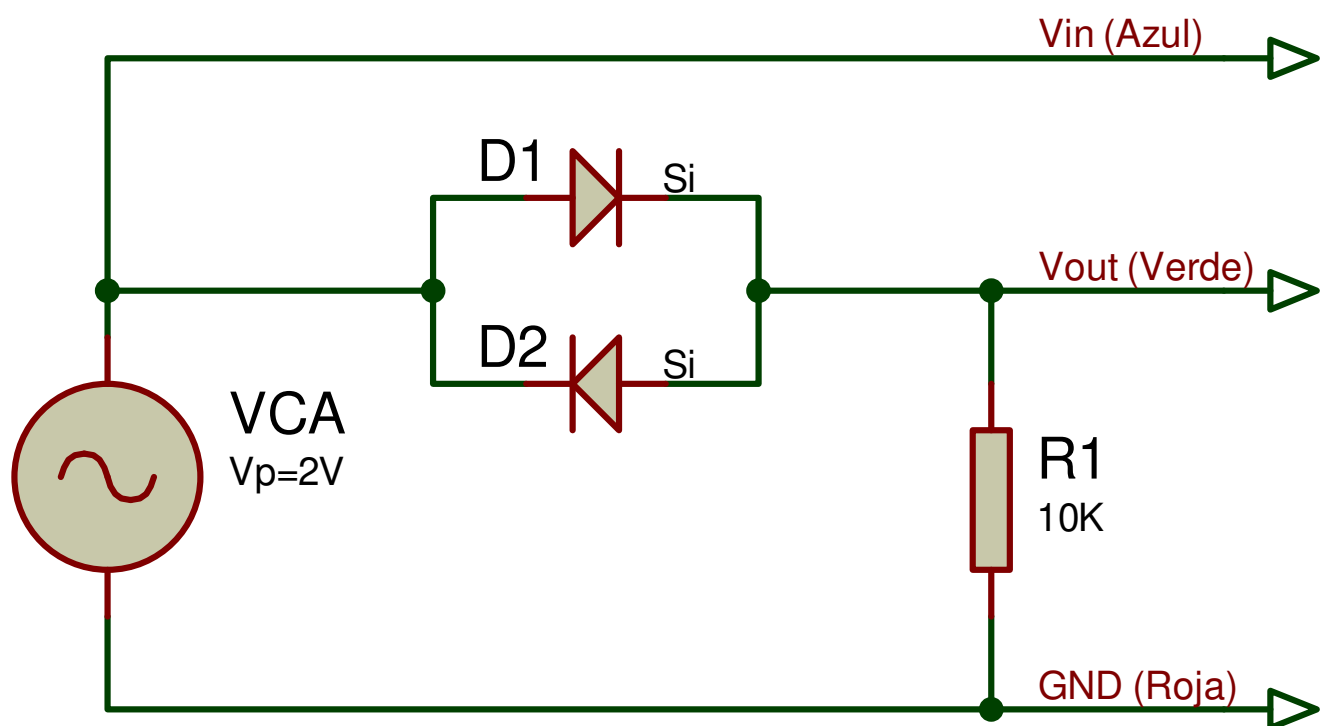 Vin (Azul)
D1
Si
Vout (Verde)
D2
Si
VCA
Vp=2V
R1
10K
GND (Roja)